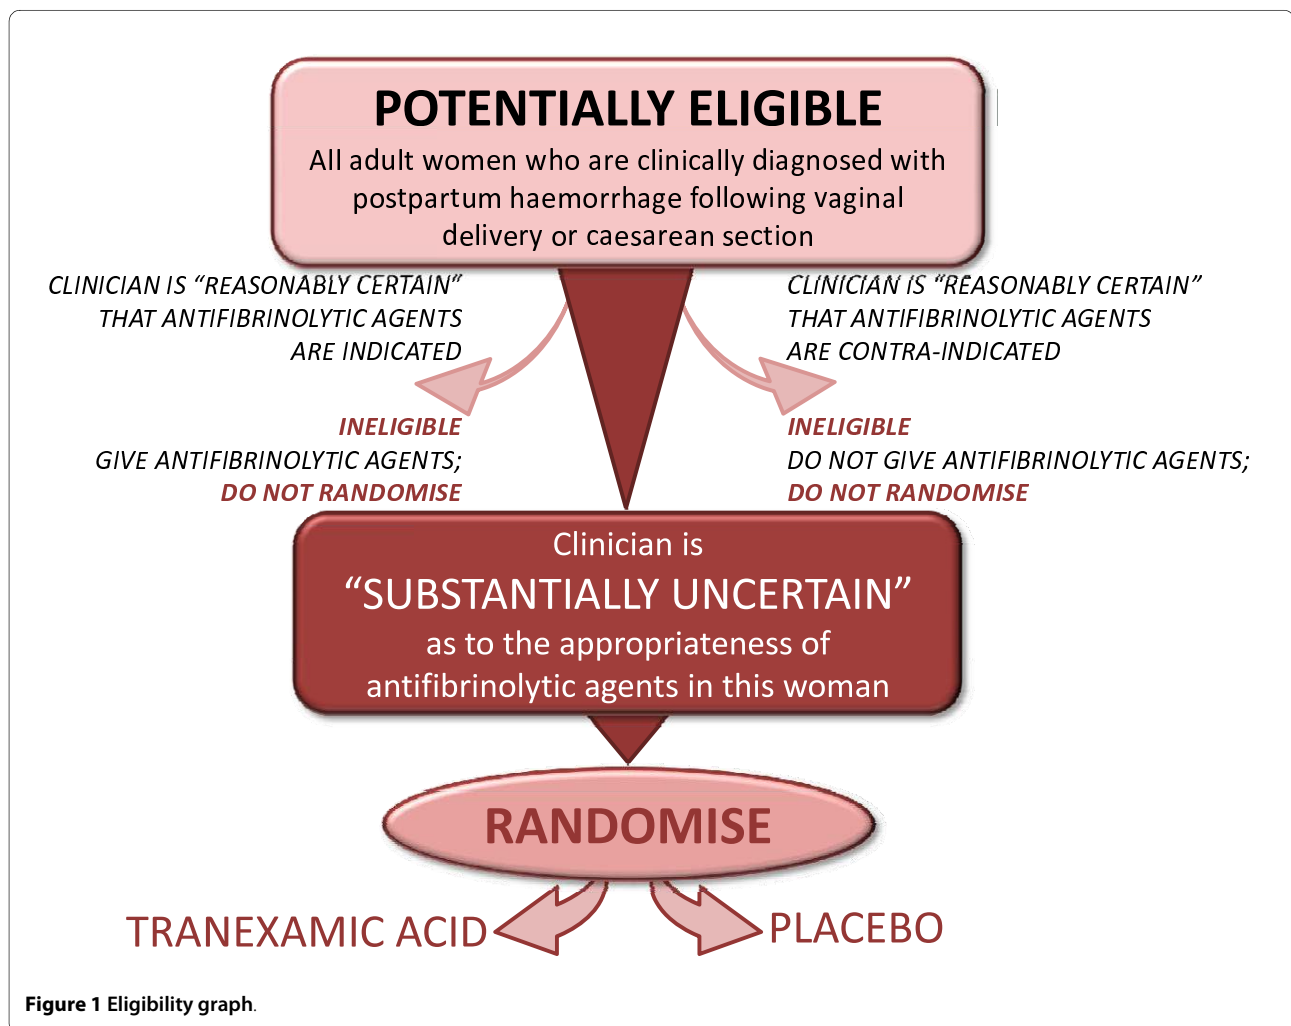 POTENTIALLY ELIGIBLE
All adult women who are clinically diagnosed with
postpartum haemorrhage following vaginal
delivery or caesarean section
CLINICIAN IS “REASONABLY CERTAIN”
THAT ANTIFIBRINOLYTIC AGENTS
ARE INDICATED
INELIGIBLE
GIVE ANTIFIBRINOLYTIC AGENTS;
DO NOT RANDOMISE
CLINICIAN IS “REASONABLY CERTAIN”
THAT ANTIFIBRINOLYTIC AGENTS
ARE CONTRA-INDICATED
INELIGIBLE
DO NOT GIVE ANTIFIBRINOLYTIC AGENTS;
DO NOT RANDOMISE
Clinician is
“SUBSTANTIALLY UNCERTAIN”
as to the appropriateness of
antifibrinolytic agents in this woman
RANDOMISE
TRANEXAMIC ACID
PLACEBO
Figure 1 Eligibility graph.